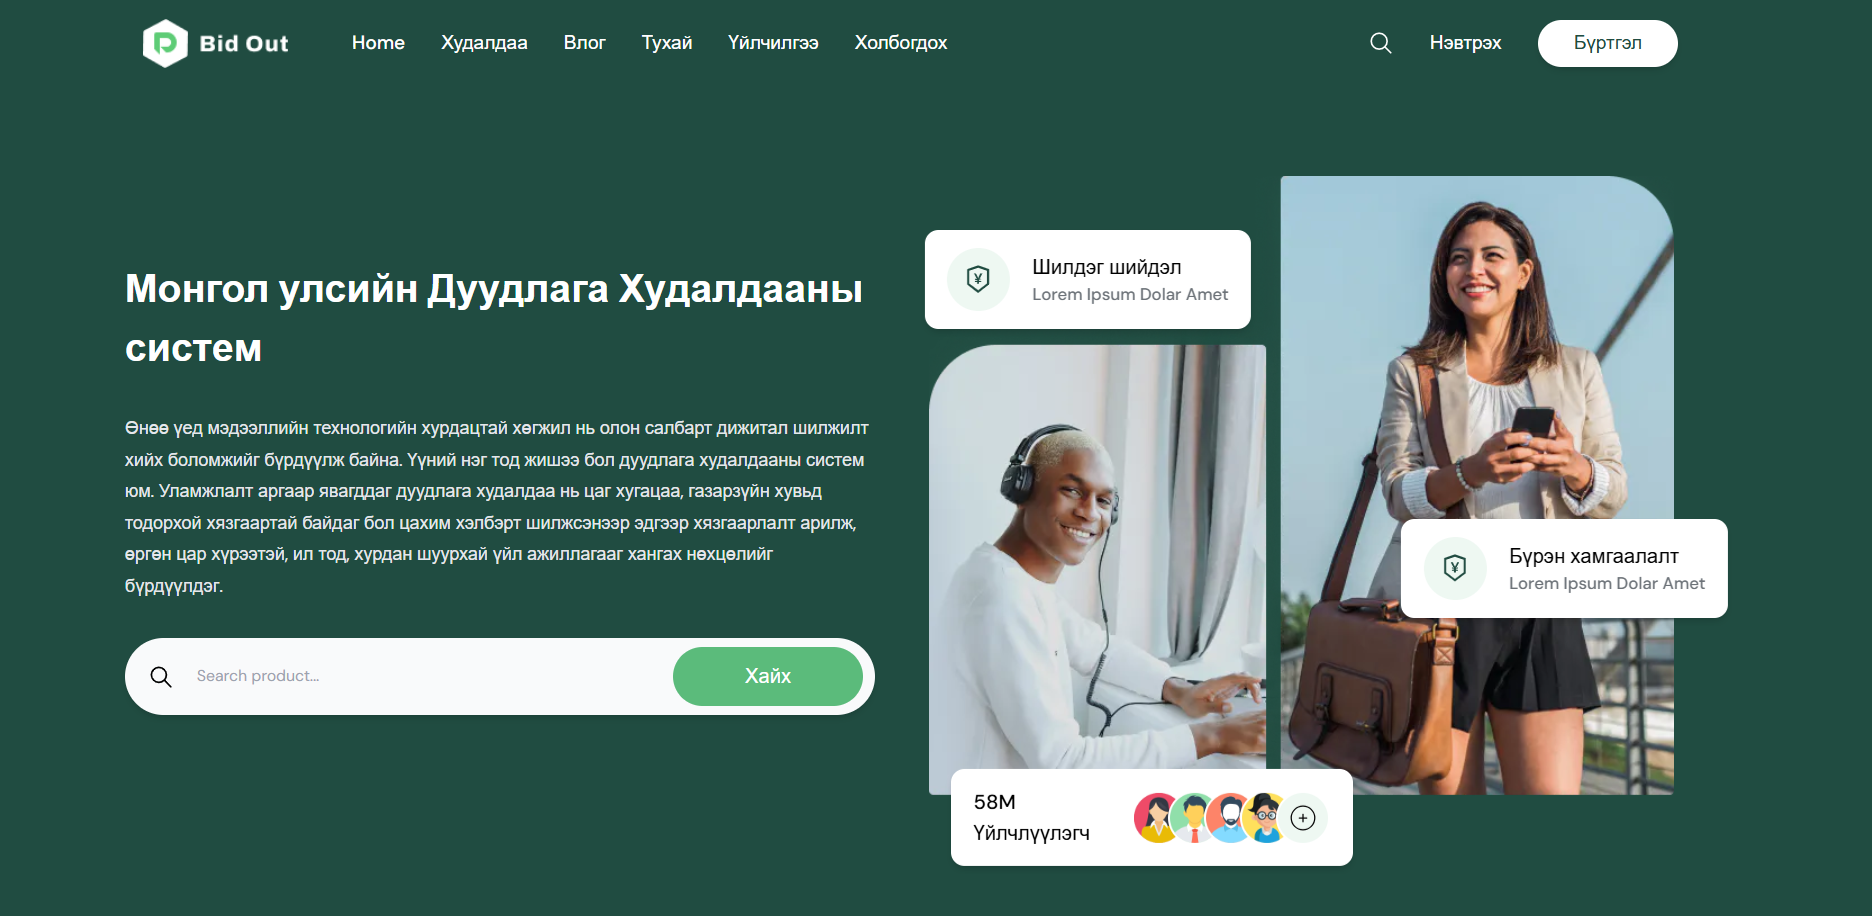 Bid Out
Home Худалдаа Влог Тухай Үйлчилгээ Холбогдох
Нэвтрэх Бүртгэл
Монгол улсийн Дуудлага Худалдааны
систем
Өнөө үед мэдээллийн технологийн хурдацтай хөгжил нь олон салбарт дижитал шилжилт
хийх боломжийг бүрдүүлж байна. Үүний нэг тод жишээ бол дуудлага худалдааны систем
юм. Уламжлалт аргаар явагддаг дуудлага худалдаа нь цаг хугацаа, газарзүйн хувьд
тодорхой хязгаартай байдаг бол цахим хэлбэрт шилжсэнээр эдгээр хязгаарлалт арилж,
өргөн цар хүрээтэй, ил тод, хурдан шуурхай үйл ажиллагааг хангах нөхцөлийг
бүрдүүлдэг.
Search product...
Хайх
Шилдэг шийдэл
Lorem Ipsum Dolar Amet
Бүрэн хамгаалалт
Lorem Ipsum Dolar Amet
58M
Үйлчлүүлэгч